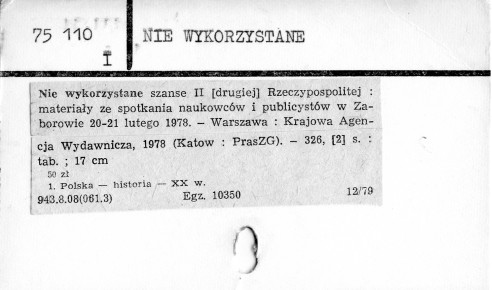 75 110
I
NIE WYKORZYSTANE
Nie wykorzystane szanse II [drugiej] Rzeczypospolitej :
materiały ze spotkania naukowców i publicystów w Za-
borowie 20-21 lutego 1978. — Warszawa : Krajowa Agen-
cja Wydawnicza, 1978 (Katow : PrasZG). — 326, [2] s. :
tab. ; 17 cm
50 zł
1. Polska — historia — XX w.
943.8.08(061.3) Egz. 10350 12/79